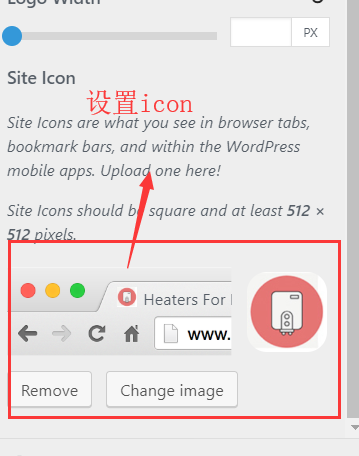 Logo Width
PX
Site Icon
设置icon
Site Icons are what you see in browser tabs,
bookmark bars, and within the WordPress
mobile apps. Upload one here!
Site Icons should be square and at least 512 ×
512 pixels.
Heaters For
www.
Remove
Change image